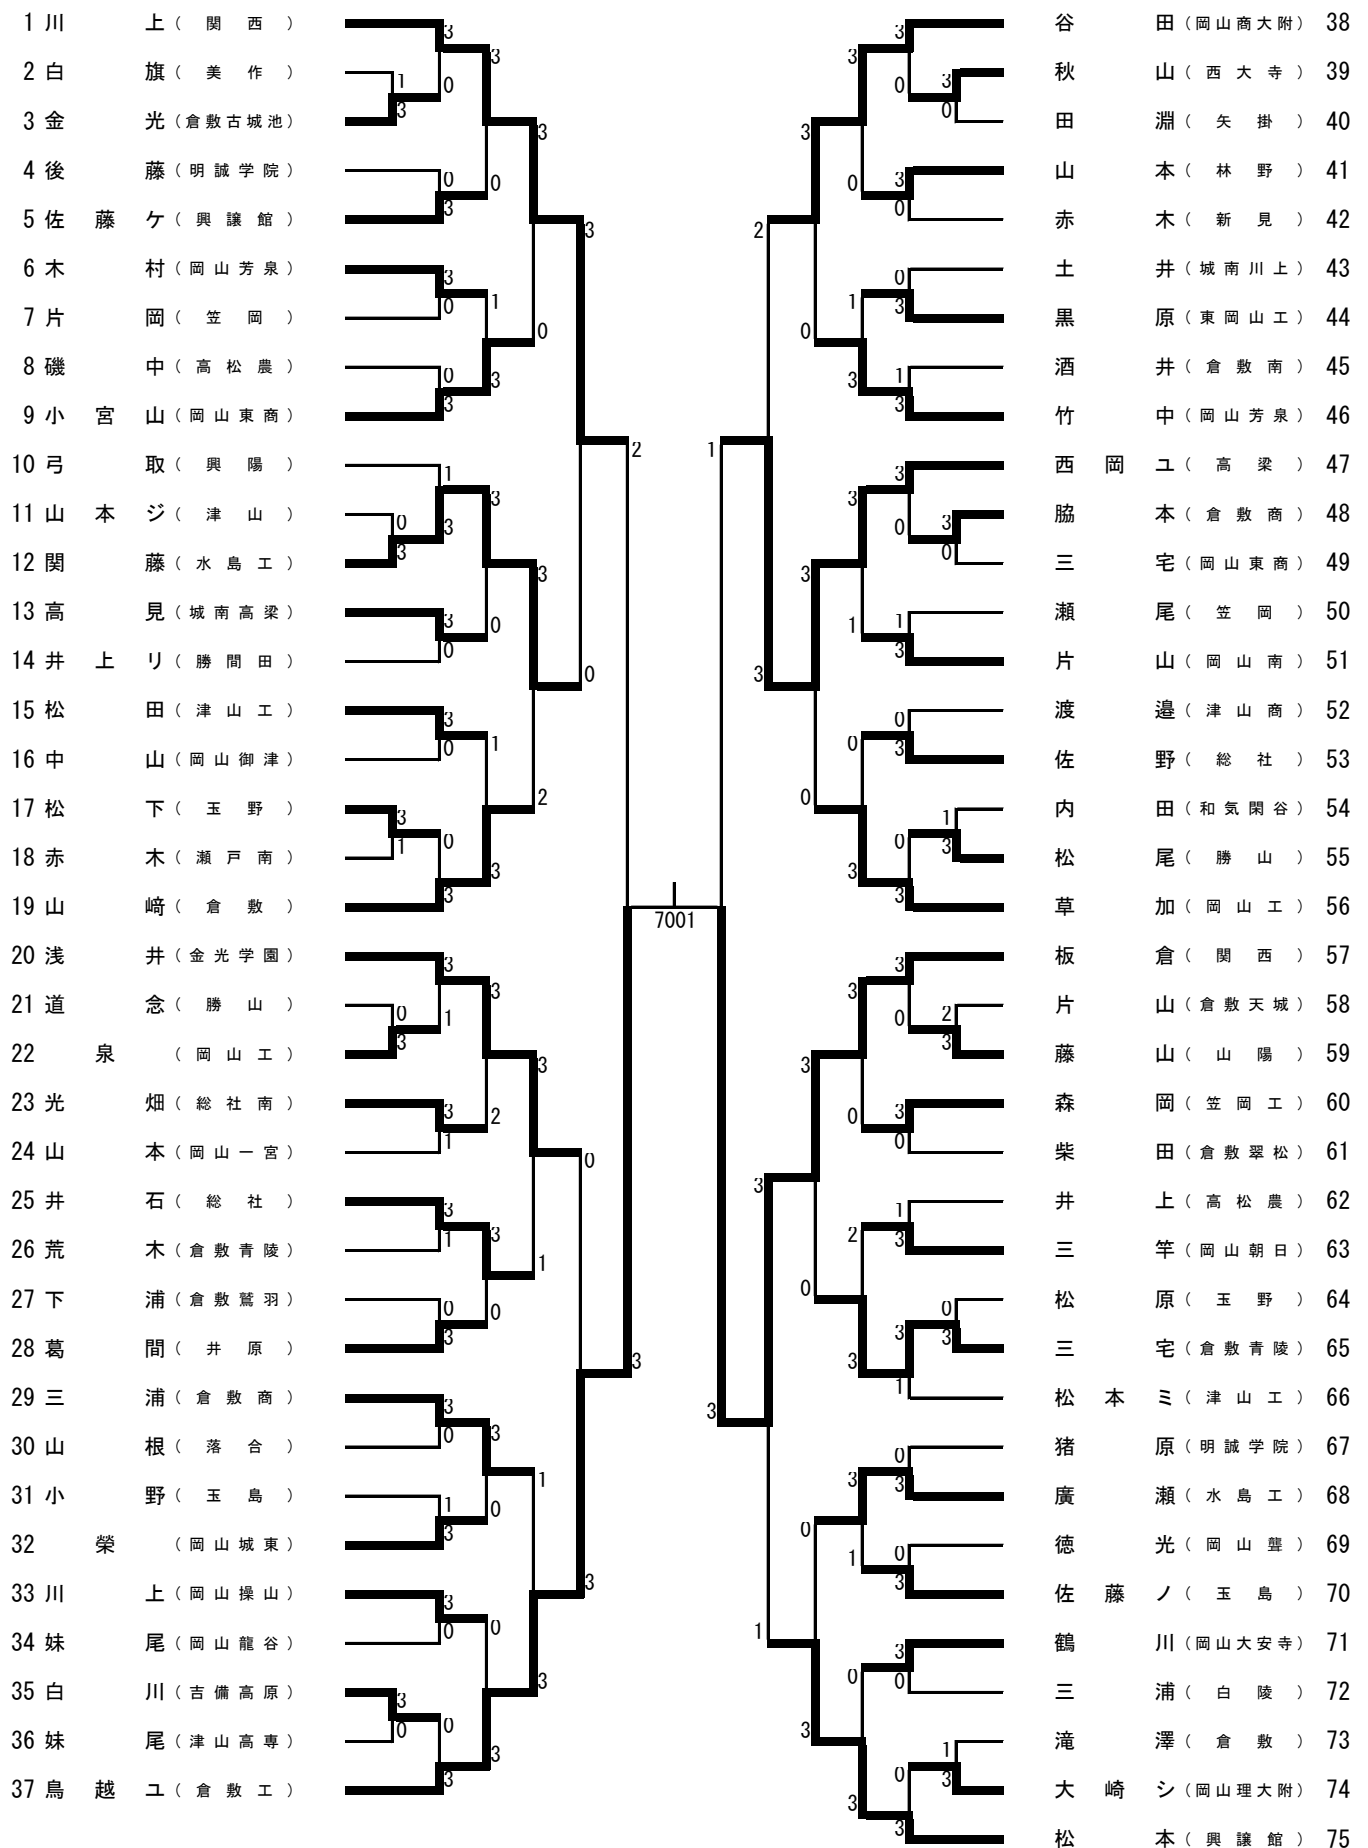 1 川上 (関西)
2 白旗 (美作)
3 金光 (倉敷古城池)
4 後藤 (明誠学院)
5 佐藤ケ (興譲館)
6 木村 (岡山芳泉)
7 片岡 (笠岡)
8 磯中 (高松農)
9 小宮山 (岡山東商)
10 弓取 (興陽)
11 山本ジ (津山)
12 関藤 (水島工)
13 高見 (城南高梁)
14 井上リ (勝間田)
15 松田 (津山工)
16 中山 (岡山御津)
17 松下 (玉野)
18 赤木 (瀬戸南)
19 山﨑 (倉敷)
20 浅井 (金光学園)
21 道念 (勝山)
22 泉 (岡山工)
23 光畑 (総社南)
24 山本 (岡山一宮)
25 井石 (総社)
26 荒木 (倉敷青陵)
27 下浦 (倉敷鷲羽)
28 葛間 (井原)
29 三浦 (倉敷商)
30 山根 (落合)
31 小野 (玉島)
32 榮 (岡山城東)
33 川上 (岡山操山)
34 妹尾 (岡山龍谷)
35 白川 (吉備高原)
36 妹尾 (津山高専)
37 鳥越ユ (倉敷工)
7001
谷田 (岡山商大附) 38
秋山 (西大寺) 39
田淵 (矢掛) 40
山本 (林野) 41
赤木 (新見) 42
土井 (城南川上) 43
黒原 (東岡山工) 44
酒井 (倉敷南) 45
竹中 (岡山芳泉) 46
西岡ユ (高梁) 47
脇本 (倉敷商) 48
三宅 (岡山東商) 49
瀬尾 (笠岡) 50
片山 (岡山南) 51
渡邉 (津山商) 52
佐野 (総社) 53
内田 (和気閑谷) 54
松尾 (勝山) 55
草加 (岡山工) 56
板倉 (関西) 57
片山 (倉敷天城) 58
藤山 (山陽) 59
森岡 (笠岡工) 60
柴田 (倉敷翠松) 61
井上 (高松農) 62
三竿 (岡山朝日) 63
松原 (玉野) 64
三宅 (倉敷青陵) 65
松本ミ (津山工) 66
猪原 (明誠学院) 67
廣瀬 (水島工) 68
徳光 (岡山聾) 69
佐藤ノ (玉島) 70
鶴川 (岡山大安寺) 71
三浦 (白陵) 72
滝澤 (倉敷) 73
大崎シ (岡山理大附) 74
松本 (興譲館) 75